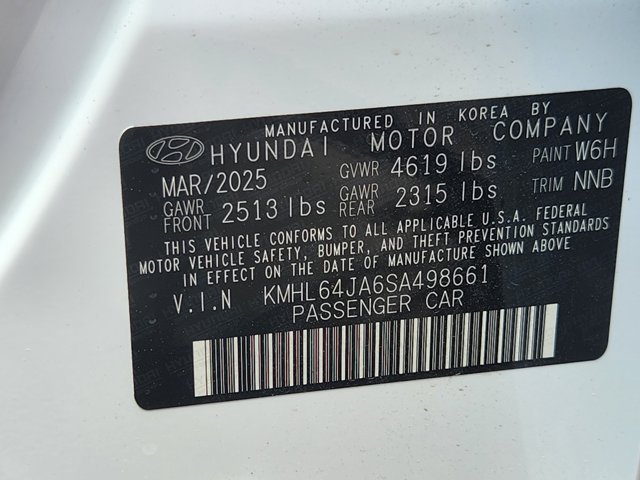 MANUFACTURED IN KOREA BY
HYUNDAI MOTOR COMPANY
MAR/2025 GVWR 4619 lbs PAINT W6H
GAWR FRONT 2513 lbs GAWR REAR 2315 lbs TRIM NNB
THIS VEHICLE CONFORMS TO ALL APPLICABLE U.S.A. FEDERAL
MOTOR VEHICLE SAFETY, BUMPER, AND THEFT PREVENTION STANDARDS
IN EFFECT ON THE DATE OF MANUFACTURE SHOWN ABOVE
V.I.N KMHL64JA6SA498661
PASSENGER CAR